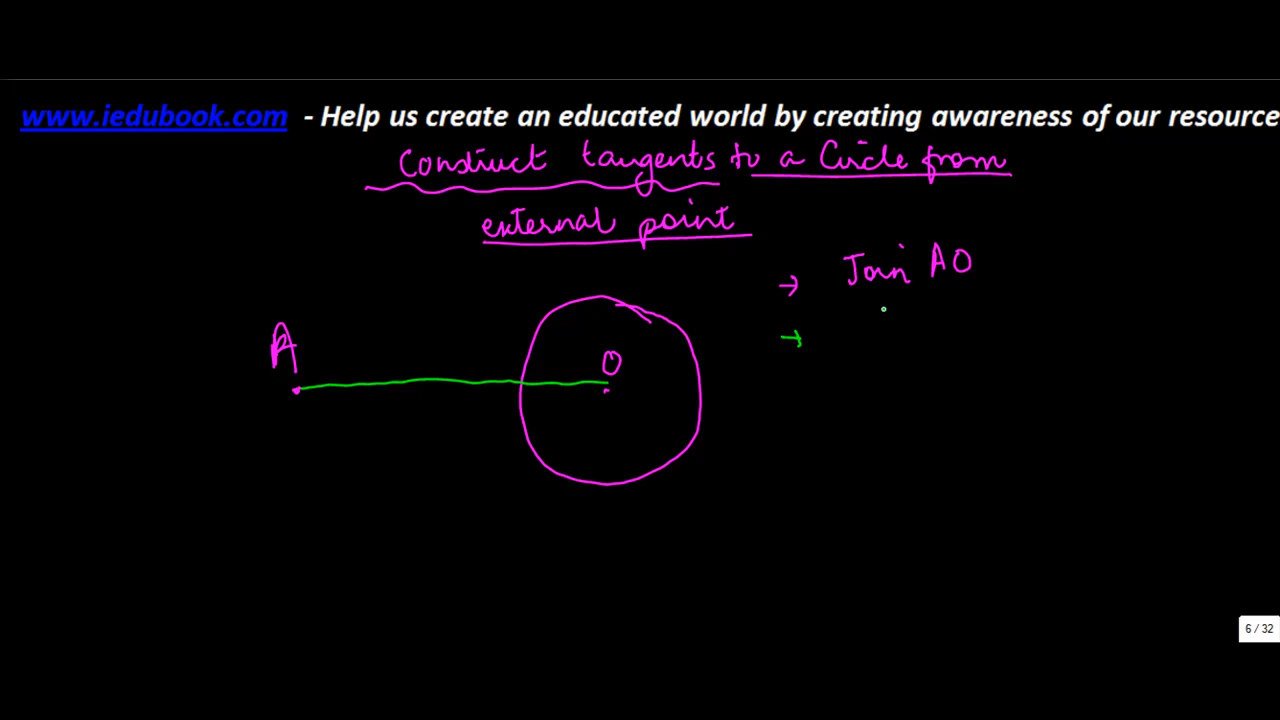 www.iedubook.com - Help us create an educated world by creating awareness of our resource
Construct tangents to a Circle from
external point
→ Join AO
→
A
O
6 / 32